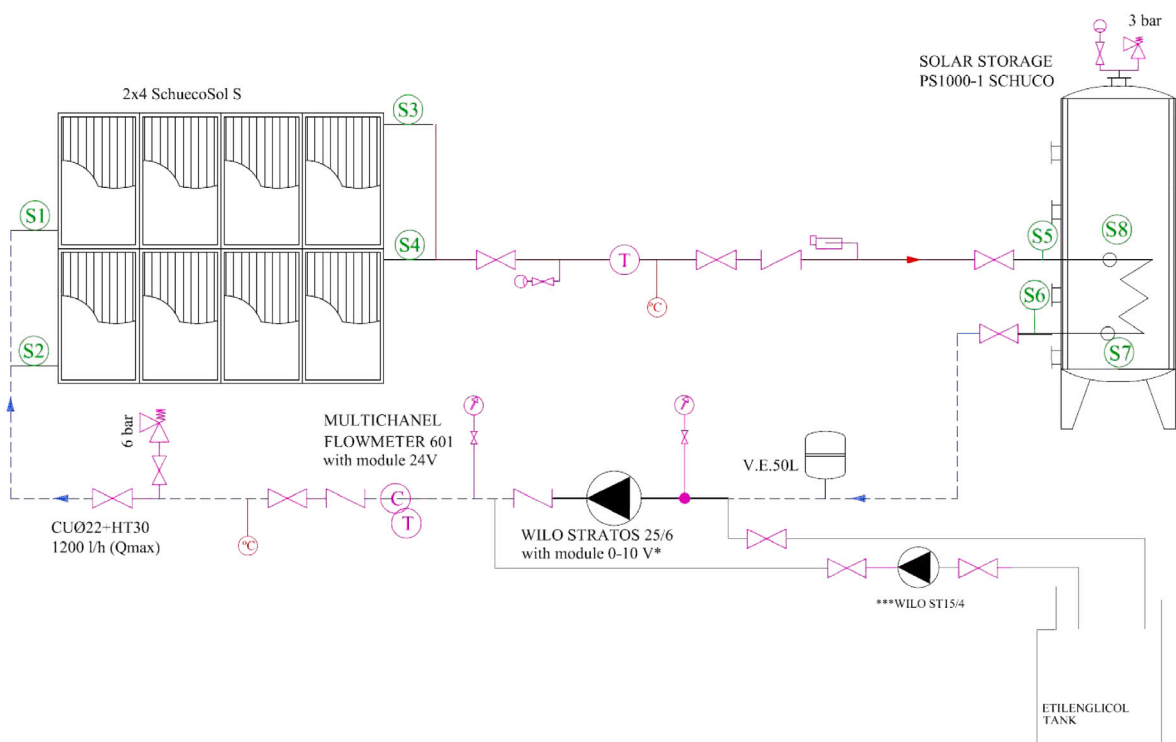 3 bar
SOLAR STORAGE
PS1000-1 SCHUCO
2x4 SchuecoSol S
S3
S1
S4
S5
S8
T
ºC
S6
S2
S7
6 bar
MULTICHANEL
FLOWMETER 601
with module 24V
V.E.50L
C
T
CUØ22+HT30
1200 l/h (Qmax)
ºC
WILO STRATOS 25/6
with module 0-10 V*
***WILO ST15/4
ETILENGLICOL
TANK